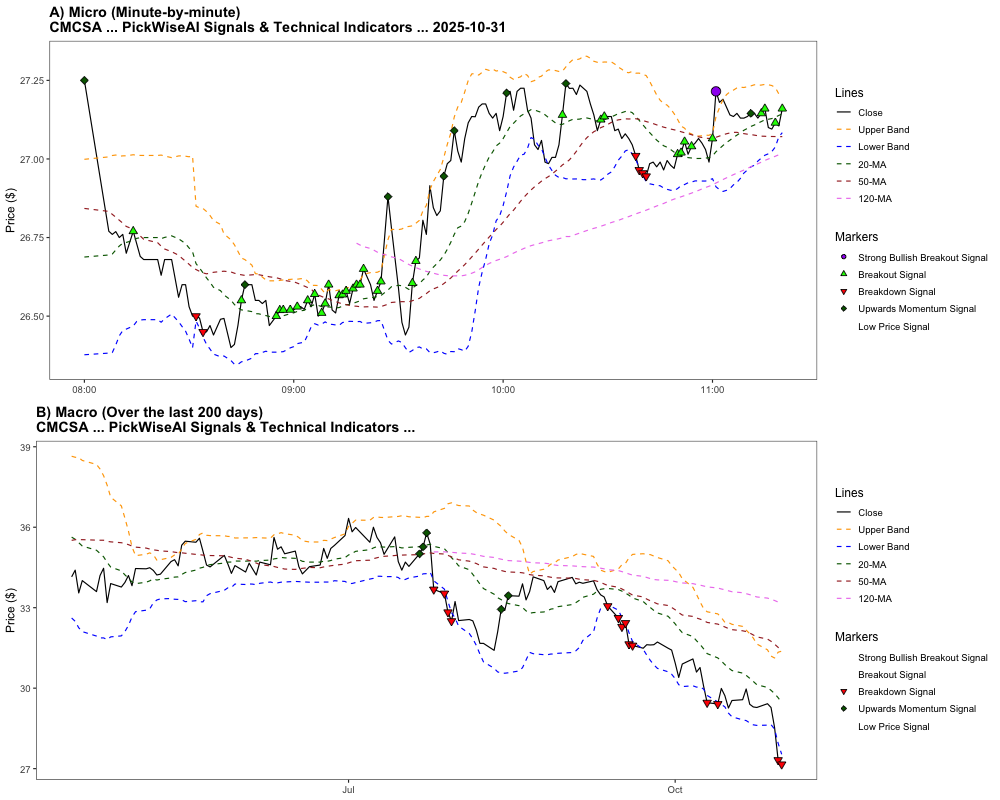 A) Micro (Minute-by-minute)
CMCSA ... PickWiseAI Signals & Technical Indicators ... 2025-10-31
Price ($)
27.25
27.00
26.75
26.50
08:00
09:00
10:00
11:00
Lines
Close
Upper Band
Lower Band
20-MA
50-MA
120-MA
Markers
Strong Bullish Breakout Signal
Breakout Signal
Breakdown Signal
Upwards Momentum Signal
Low Price Signal
B) Macro (Over the last 200 days)
CMCSA ... PickWiseAI Signals & Technical Indicators ...
Price ($)
39
36
33
30
27
Jul
Oct
Lines
Close
Upper Band
Lower Band
20-MA
50-MA
120-MA
Markers
Strong Bullish Breakout Signal
Breakout Signal
Breakdown Signal
Upwards Momentum Signal
Low Price Signal